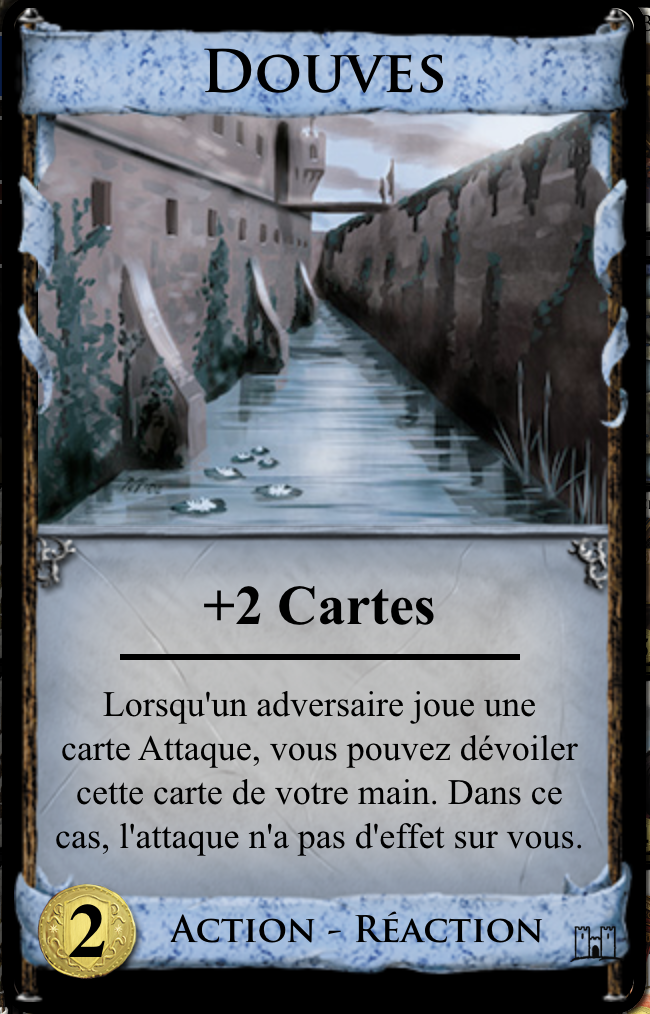 Douves
+2 Cartes
Lorsqu'un adversaire joue une
carte Attaque, vous pouvez dévoiler
cette carte de votre main. Dans ce
cas, l'attaque n'a pas d'effet sur vous.
2 Action - Réaction